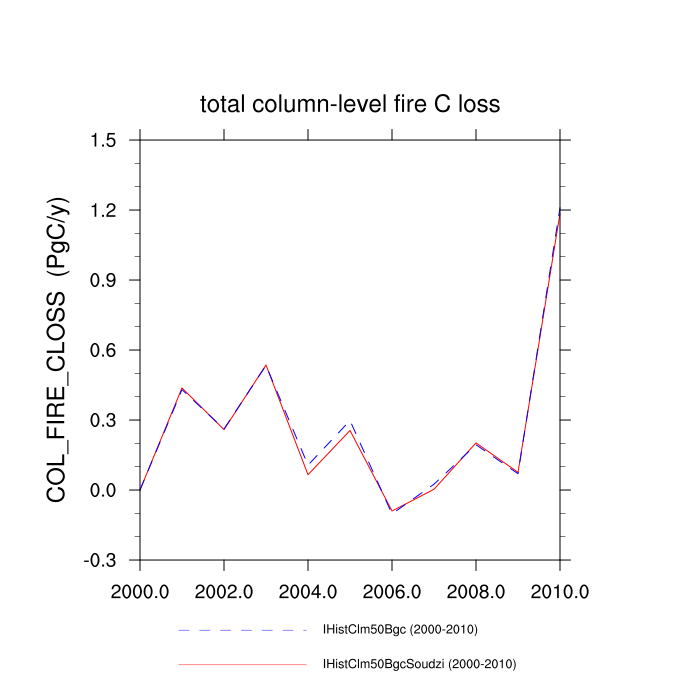 total column-level fire C loss
COL_FIRE_CLOSS (PgC/y)
1.5
1.2
0.9
0.6
0.3
0.0
-0.3
2000.0 2002.0 2004.0 2006.0 2008.0 2010.0
IHistClm50Bgc (2000-2010)
IHistClm50BgcSoudzi (2000-2010)